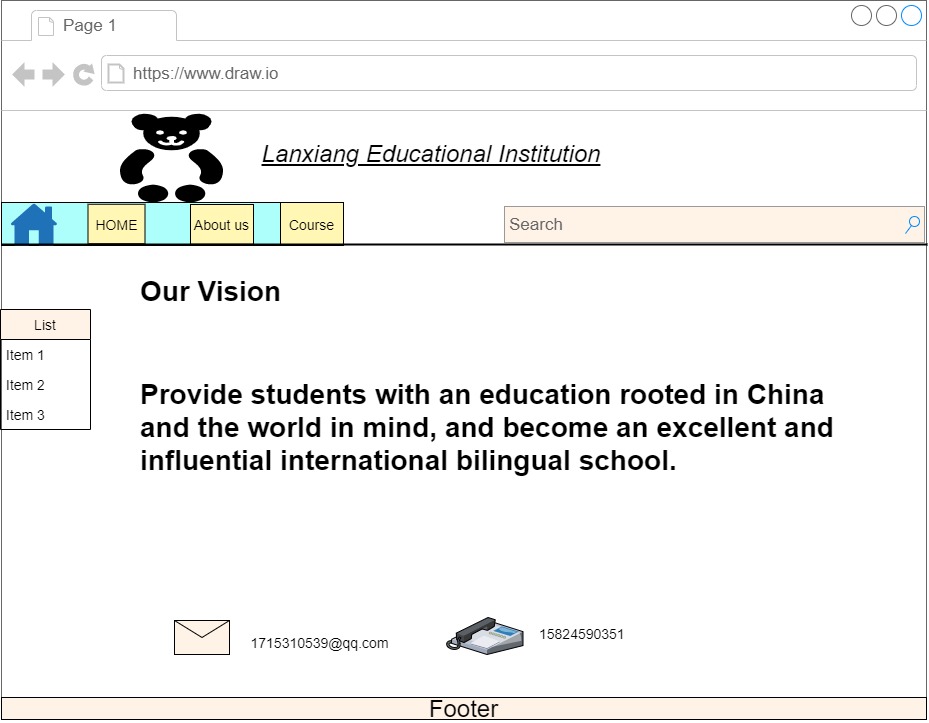 Page 1
https://www.draw.io
Lanxiang Educational Institution
HOME
About us
Course
Search
Our Vision
List
Item 1
Item 2
Item 3
Provide students with an education rooted in China
and the world in mind, and become an excellent and
influential international bilingual school.
1715310539@qq.com
15824590351
Footer